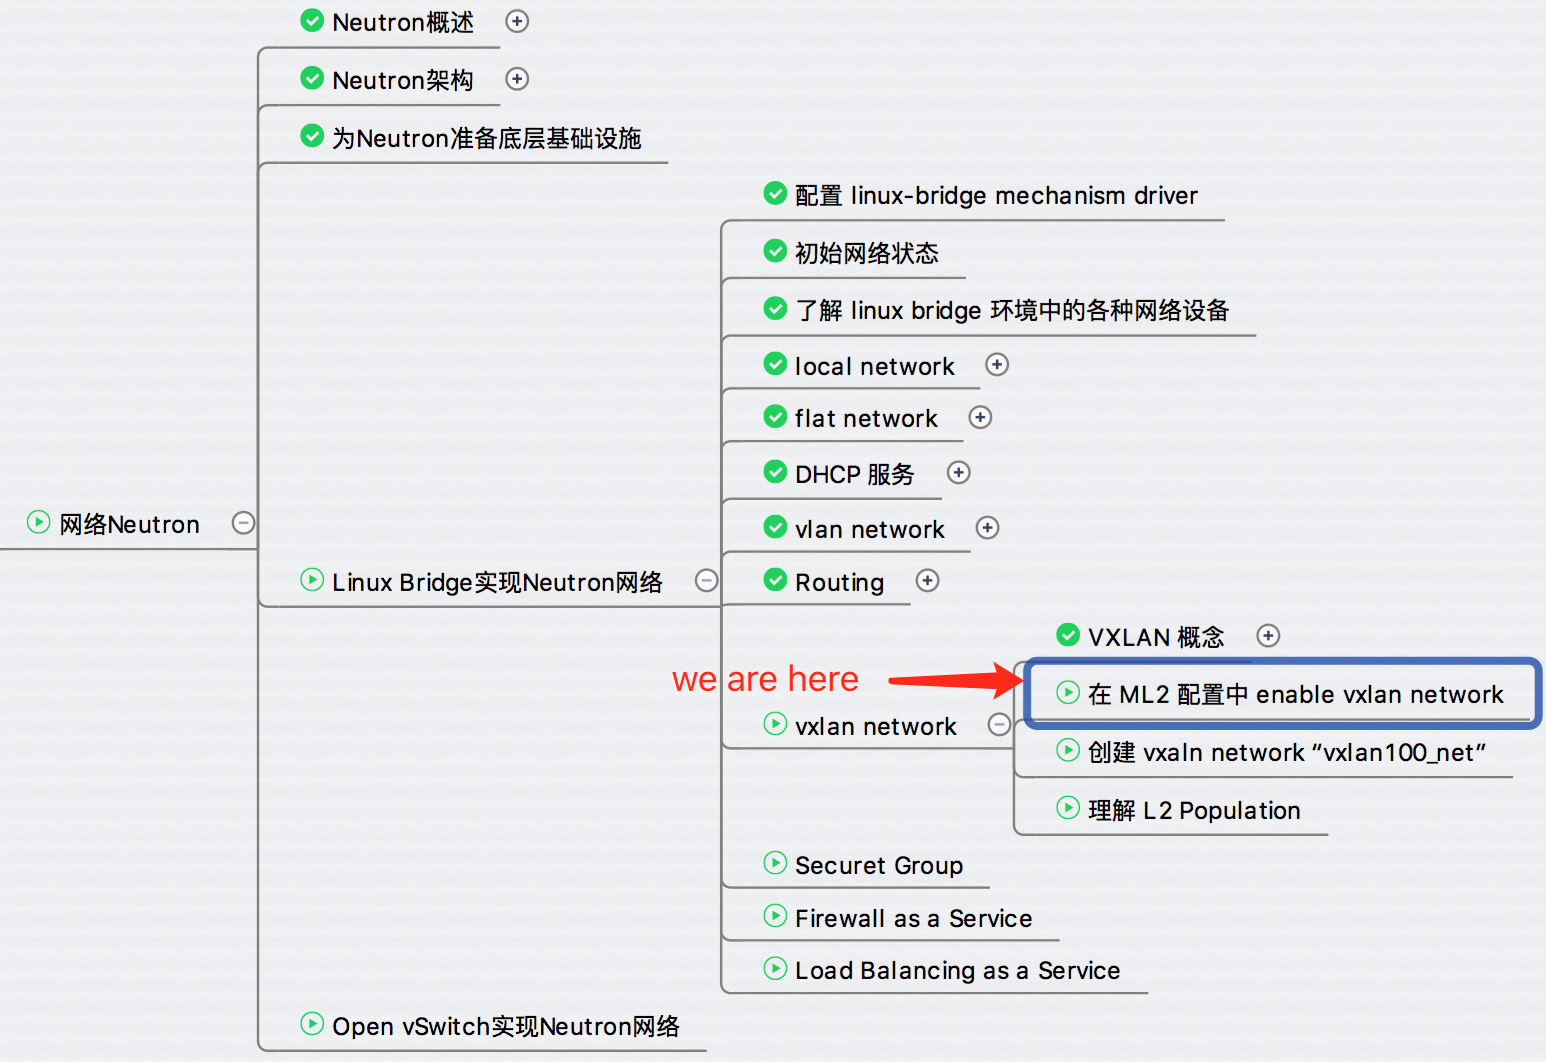 Neutron概述
Neutron架构
为Neutron准备底层基础设施
配置 linux-bridge mechanism driver
初始网络状态
了解 linux bridge 环境中的各种网络设备
local network
flat network
DHCP 服务
网络Neutron
vlan network
Linux Bridge实现Neutron网络
Routing
VXLAN 概念
we are here
在 ML2 配置中 enable vxlan network
vxlan network
创建 vxaln network “vxlan100_net”
理解 L2 Population
Securet Group
Firewall as a Service
Load Balancing as a Service
Open vSwitch实现Neutron网络